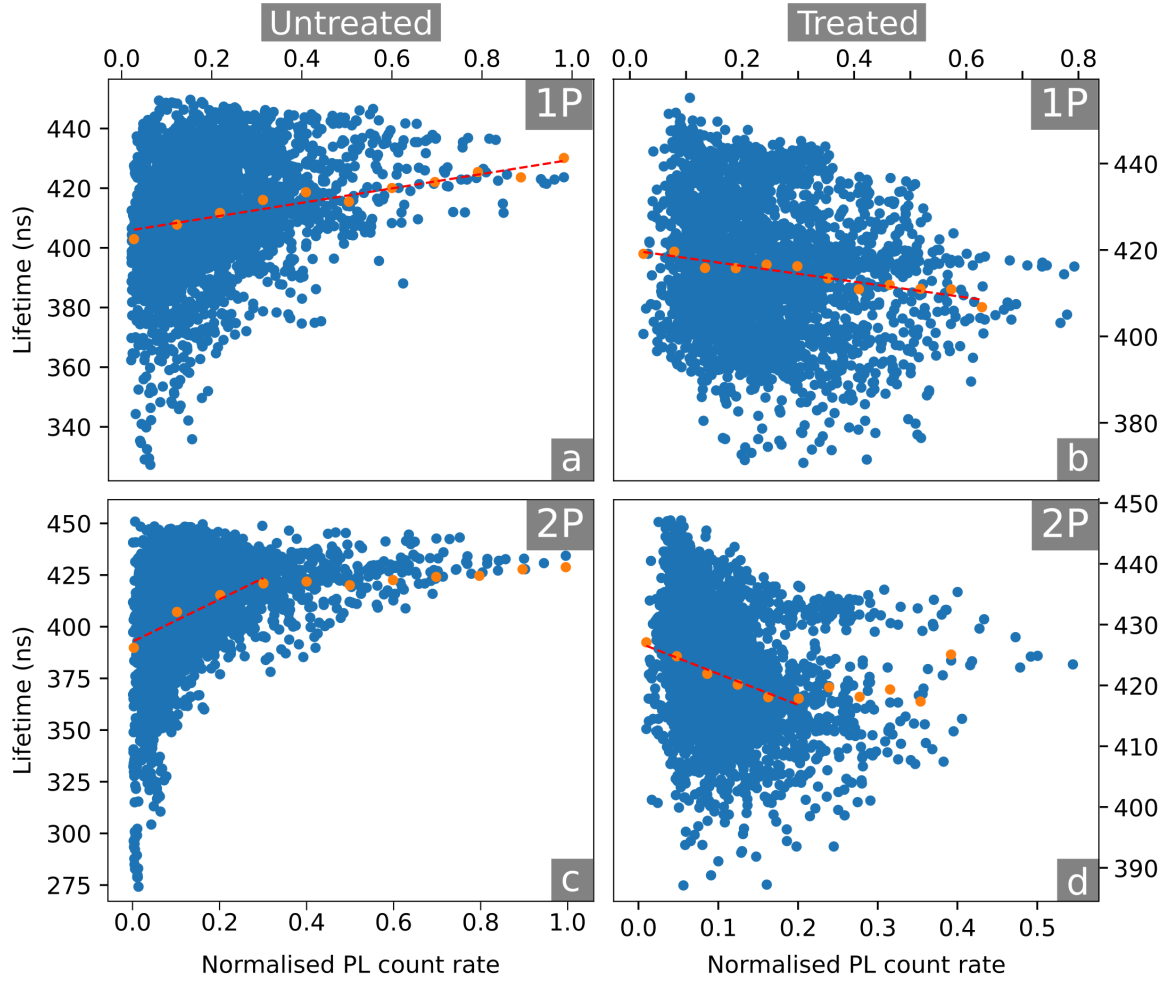 Untreated
Treated
0.0 0.2 0.4 0.6 0.8 1.0
0.0 0.2 0.4 0.6 0.8
1P
1P
440
420
400
380
360
340
Lifetime (ns)
440
420
400
380
a
b
2P
2P
450
425
400
375
350
325
300
275
Lifetime (ns)
450
440
430
420
410
400
390
c
d
0.0 0.2 0.4 0.6 0.8 1.0
0.0 0.1 0.2 0.3 0.4 0.5
Normalised PL count rate
Normalised PL count rate